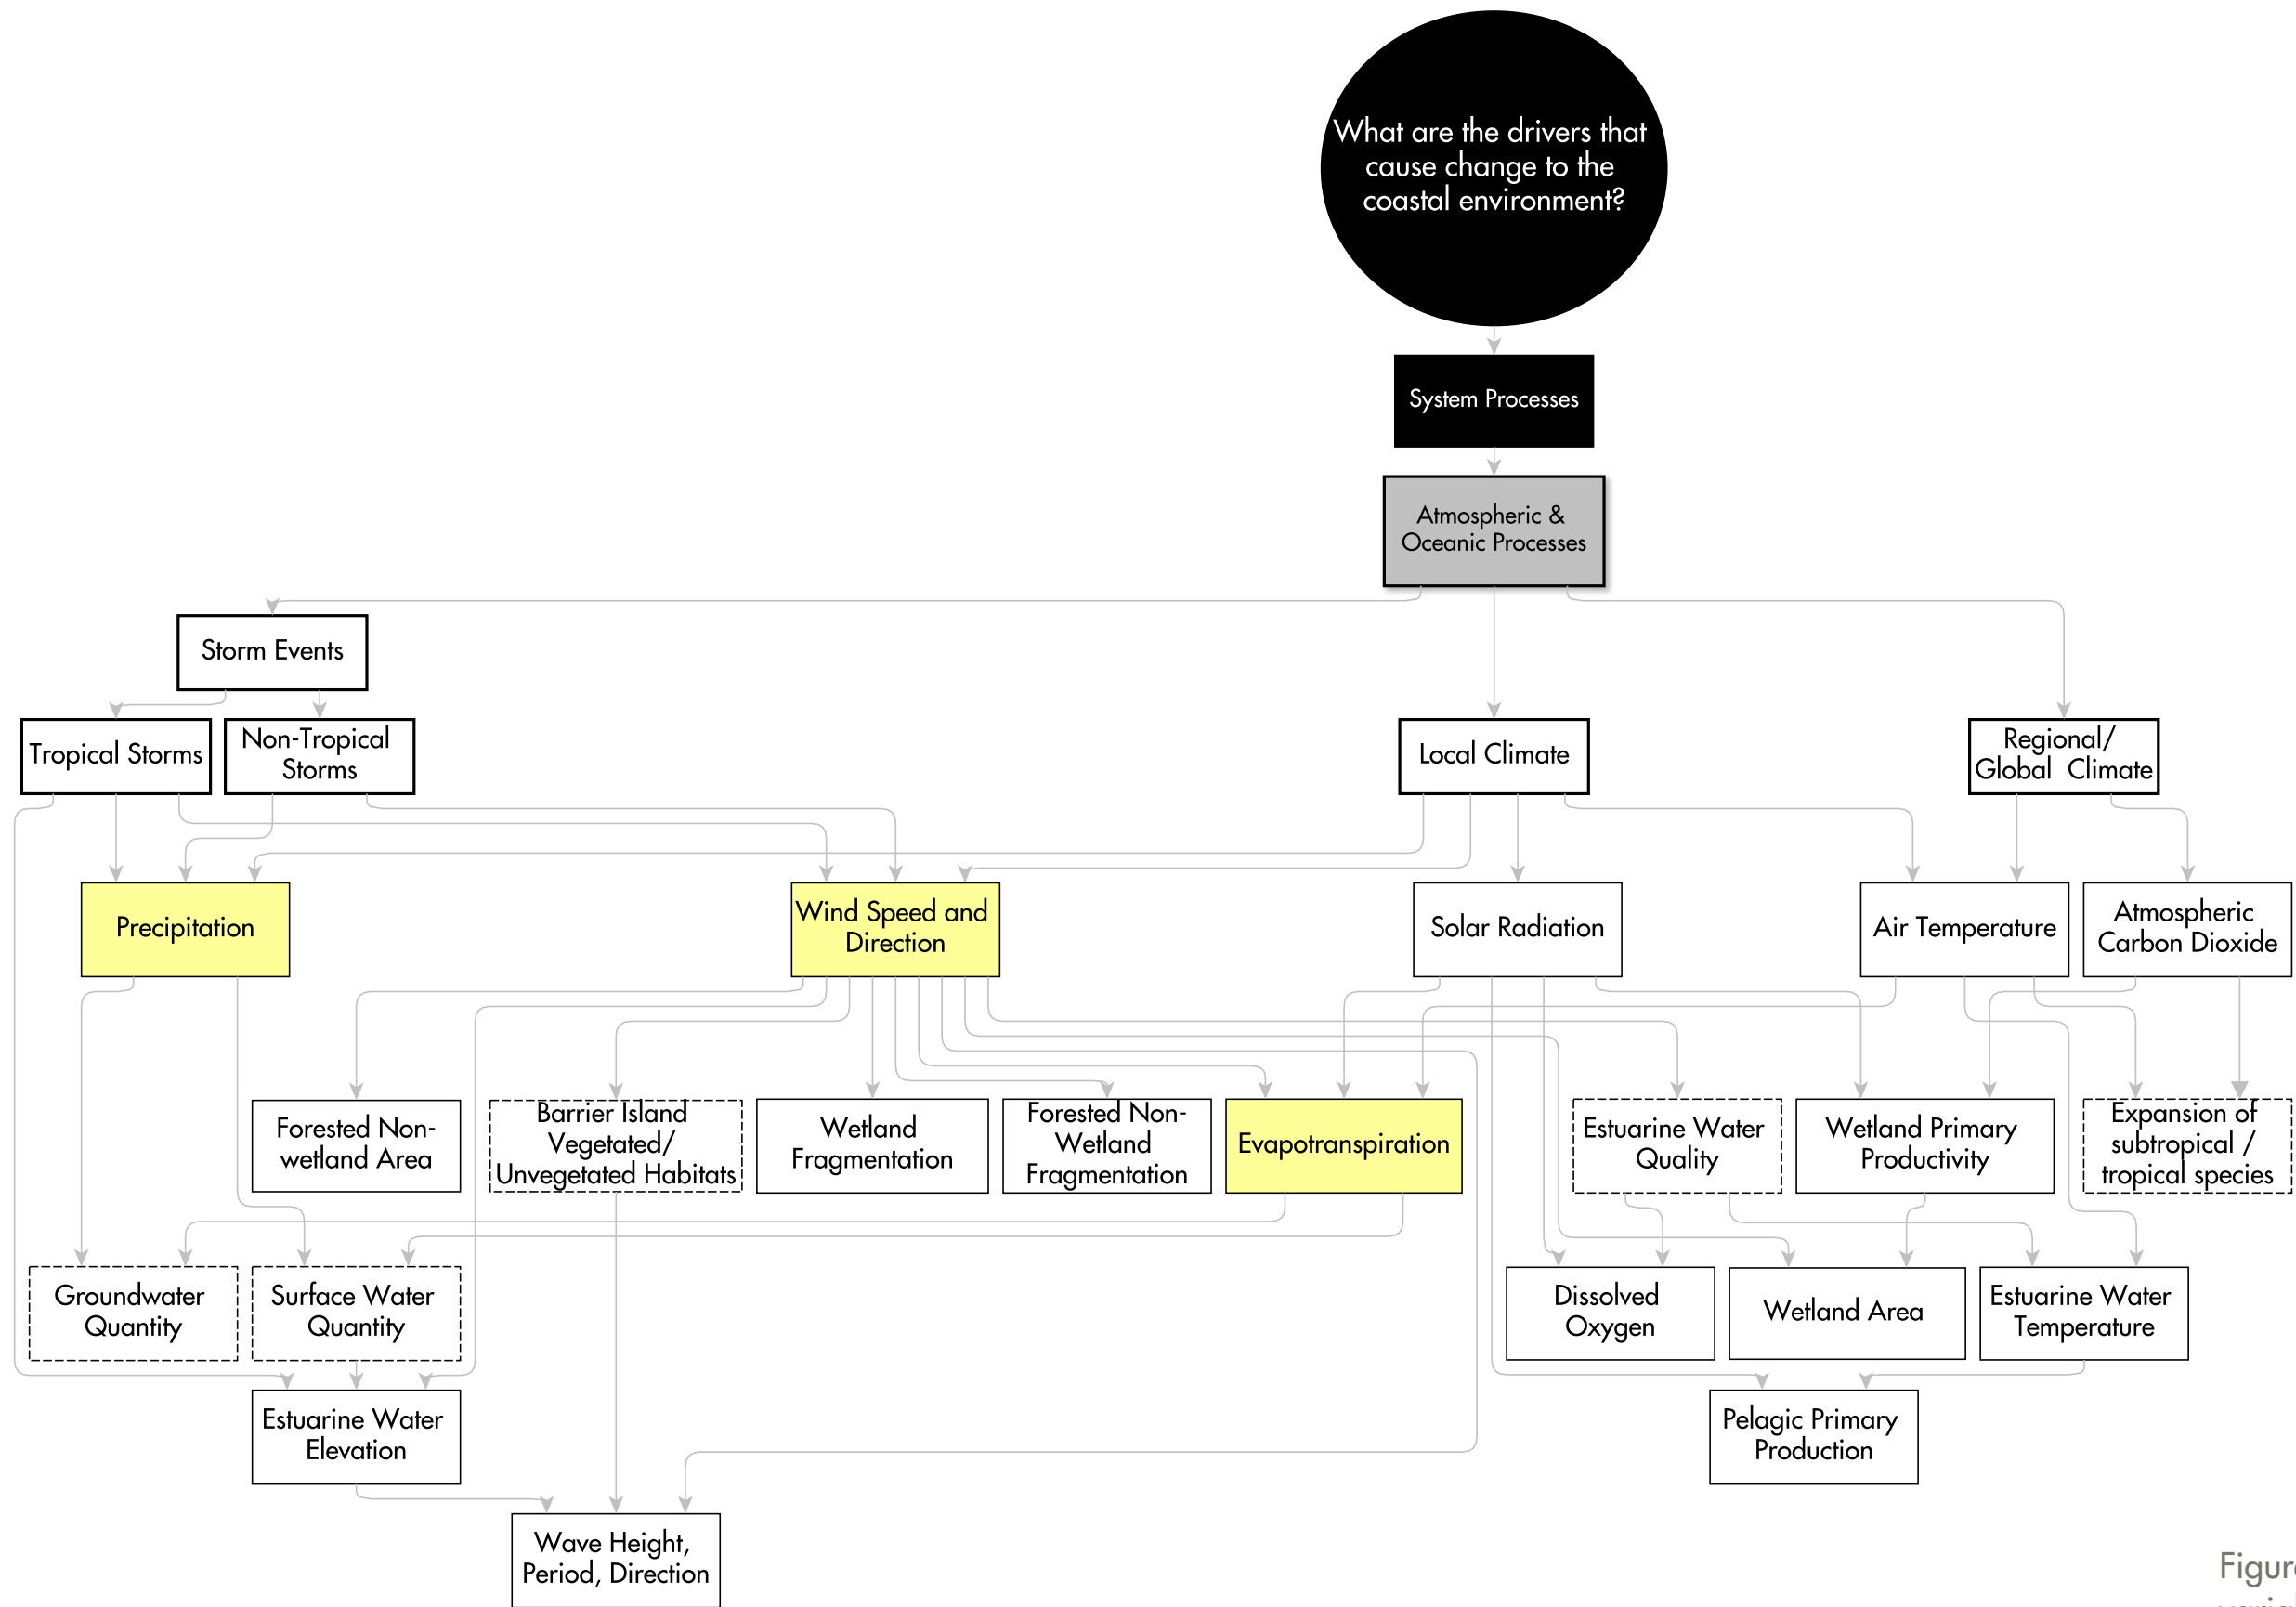 What are the drivers that
cause change to the
coastal environment?
System Processes
Atmospheric &
Oceanic Processes
Storm Events
Tropical Storms
Non-Tropical
Storms
Local Climate
Regional/
Global Climate
Precipitation
Wind Speed and
Direction
Solar Radiation
Air Temperature
Atmospheric
Carbon Dioxide
Forested Non-
wetland Area
Barrier Island
Vegetated/
Unvegetated Habitats
Wetland
Fragmentation
Forested Non-
Wetland
Fragmentation
Evapotranspiration
Estuarine Water
Quality
Wetland Primary
Productivity
Expansion of
subtropical /
tropical species
Groundwater
Quantity
Surface Water
Quantity
Dissolved
Oxygen
Wetland Area
Estuarine Water
Temperature
Estuarine Water
Elevation
Pelagic Primary
Production
Wave Height,
Period, Direction